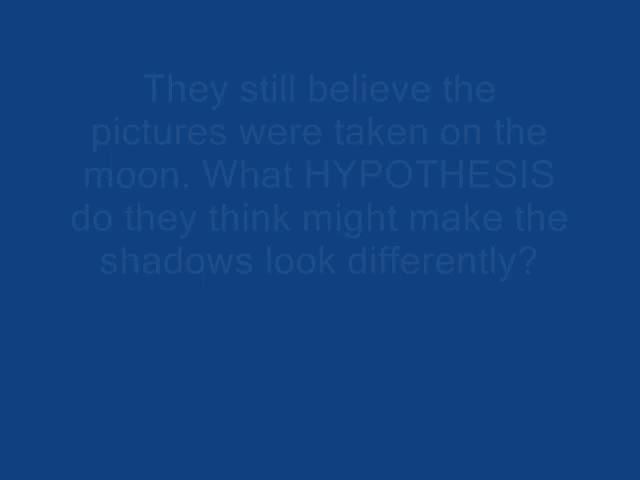 They still believe the
pictures were taken on the
moon. What HYPOTHESIS
do they think might make the
shadows look differently?